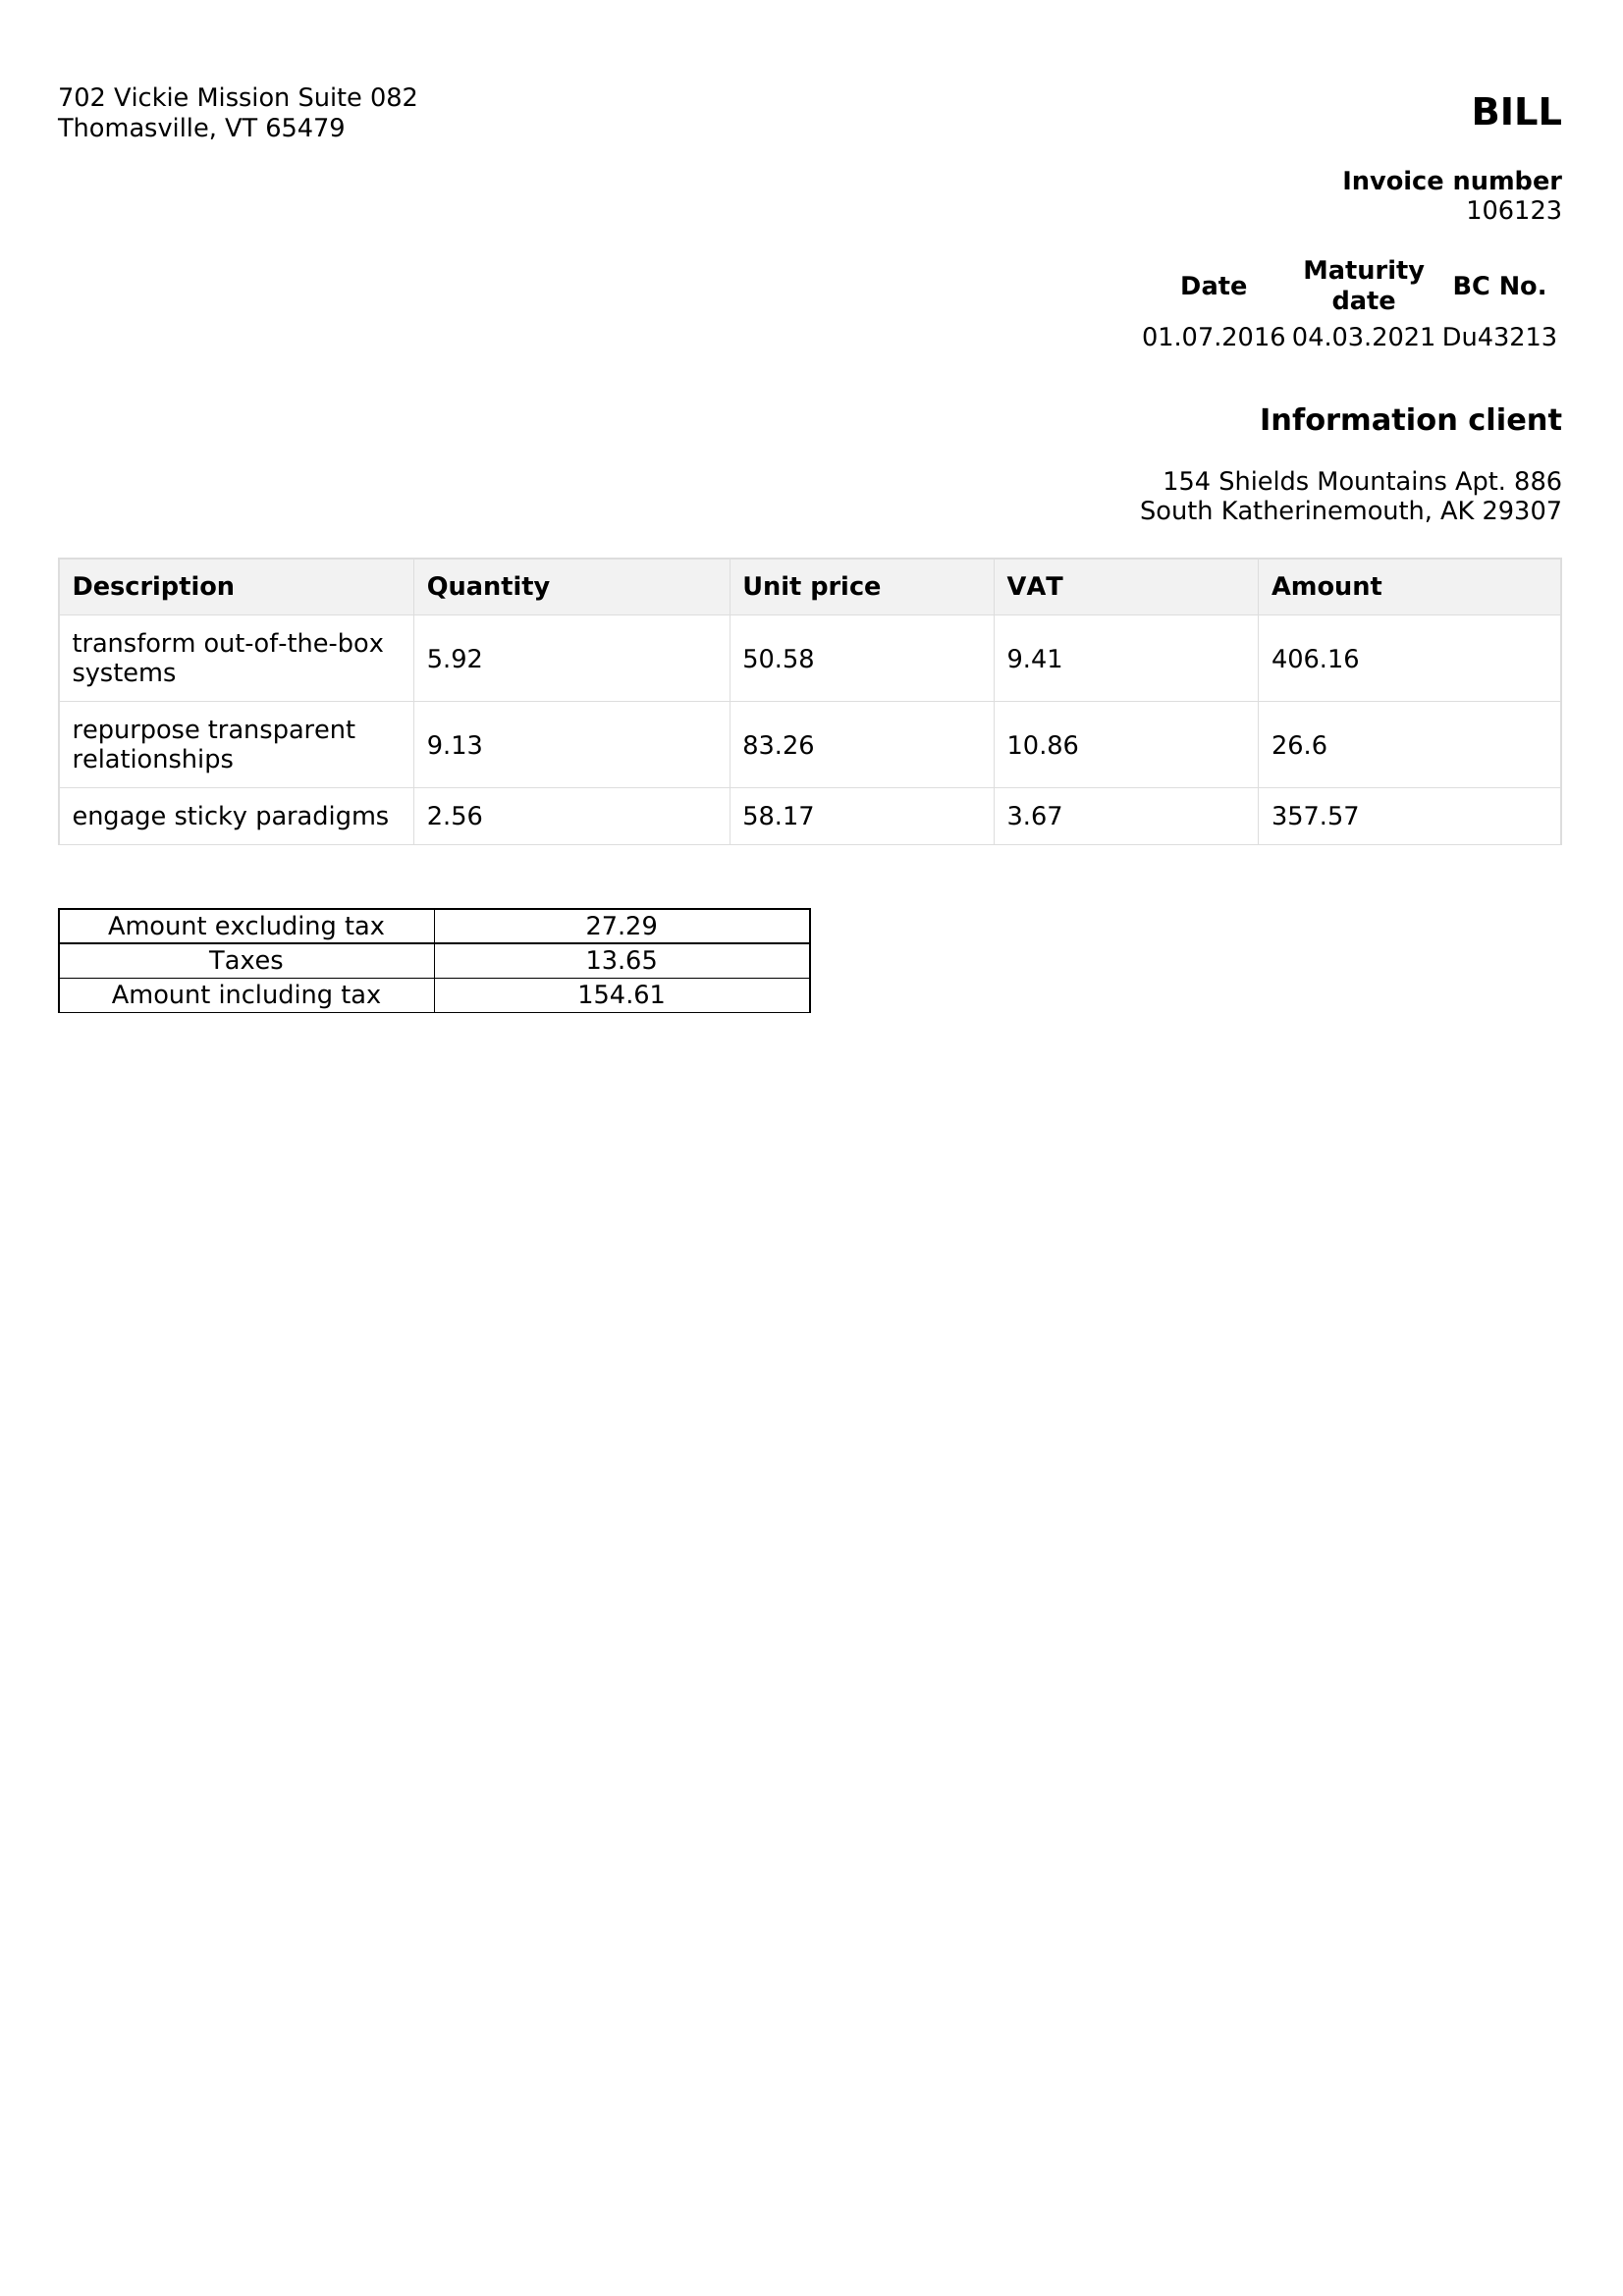 702 Vickie Mission Suite 082
Thomasville, VT 65479
BILL
Invoice number
106123
Date Maturity date BC No.
01.07.2016 04.03.2021 Du43213
Information client
154 Shields Mountains Apt. 886
South Katherinemouth, AK 29307
Description Quantity Unit price VAT Amount
transform out-of-the-box
systems 5.92 50.58 9.41 406.16
repurpose transparent
relationships 9.13 83.26 10.86 26.6
engage sticky paradigms 2.56 58.17 3.67 357.57
Amount excluding tax 27.29
Taxes 13.65
Amount including tax 154.61